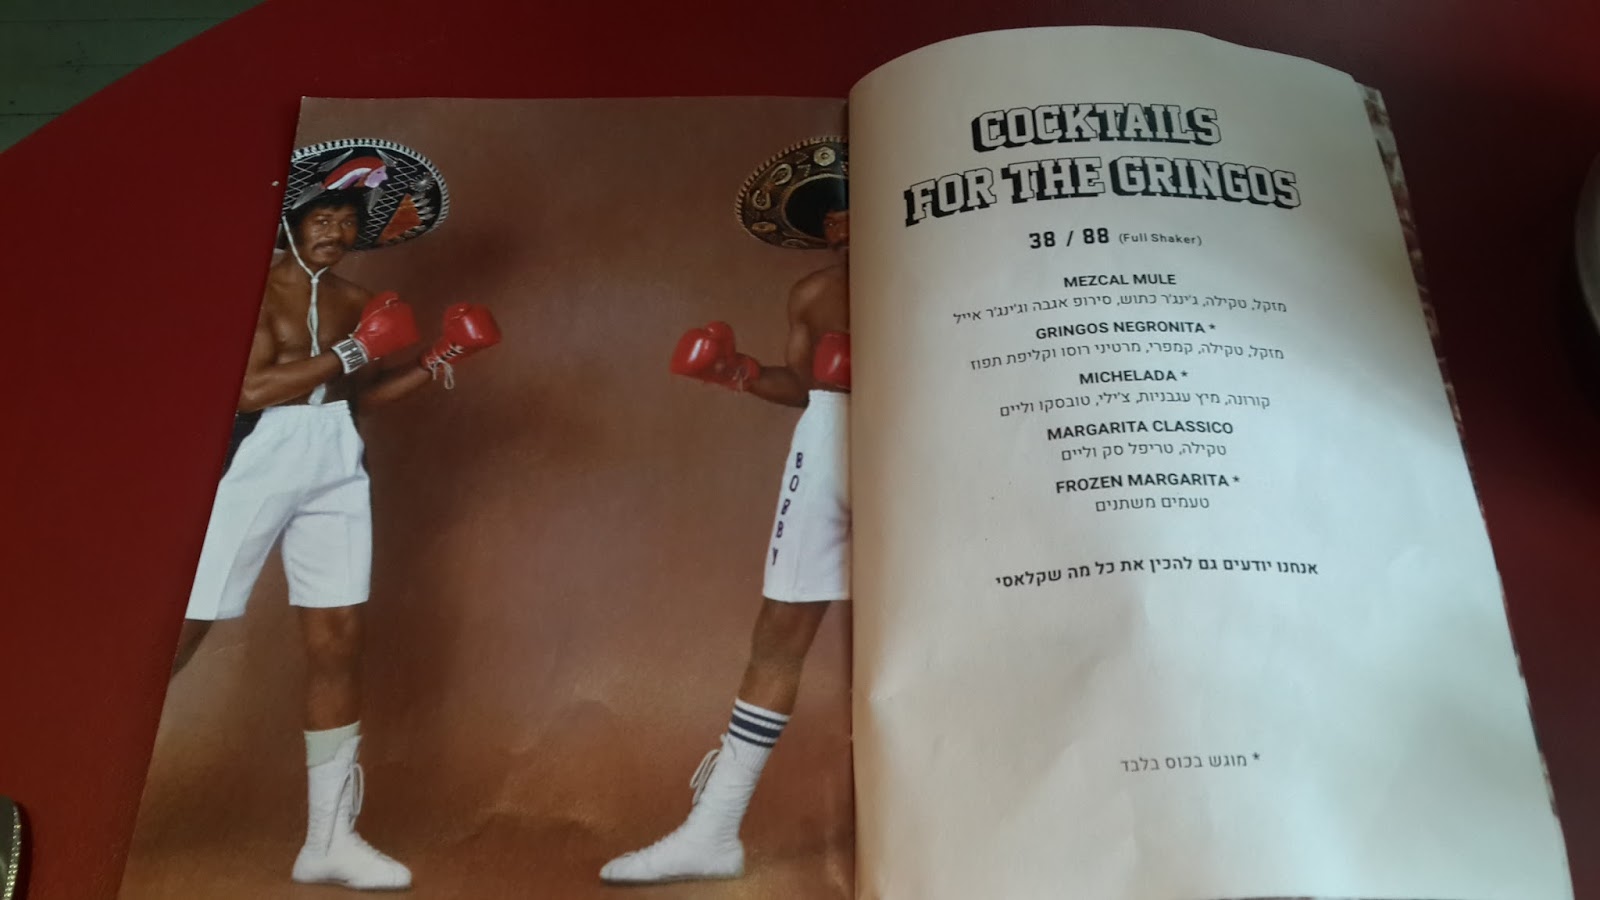 BOBBY
COCKTAILS
FOR THE GRINGOS
38 / 88 (Full Shaker)
MEZCAL MULE
מזקל, טקילה, ג'ינג'ר כתוש, סירופ אגבה וג'ינג'ר אייל
GRINGOS NEGRONITA *
מזקל, טקילה, קמפרי, מרטיני רוסו וקליפת תפוז
MICHELADA *
קורונה, מיץ עגבניות, צ'ילי, טובסקו וליים
MARGARITA CLASSICO
טקילה, טריפל סק וליים
FROZEN MARGARITA *
טעמים משתנים
אנחנו יודעים גם להכין את כל מה שקלאסי
* מוגש בכוס בלבד